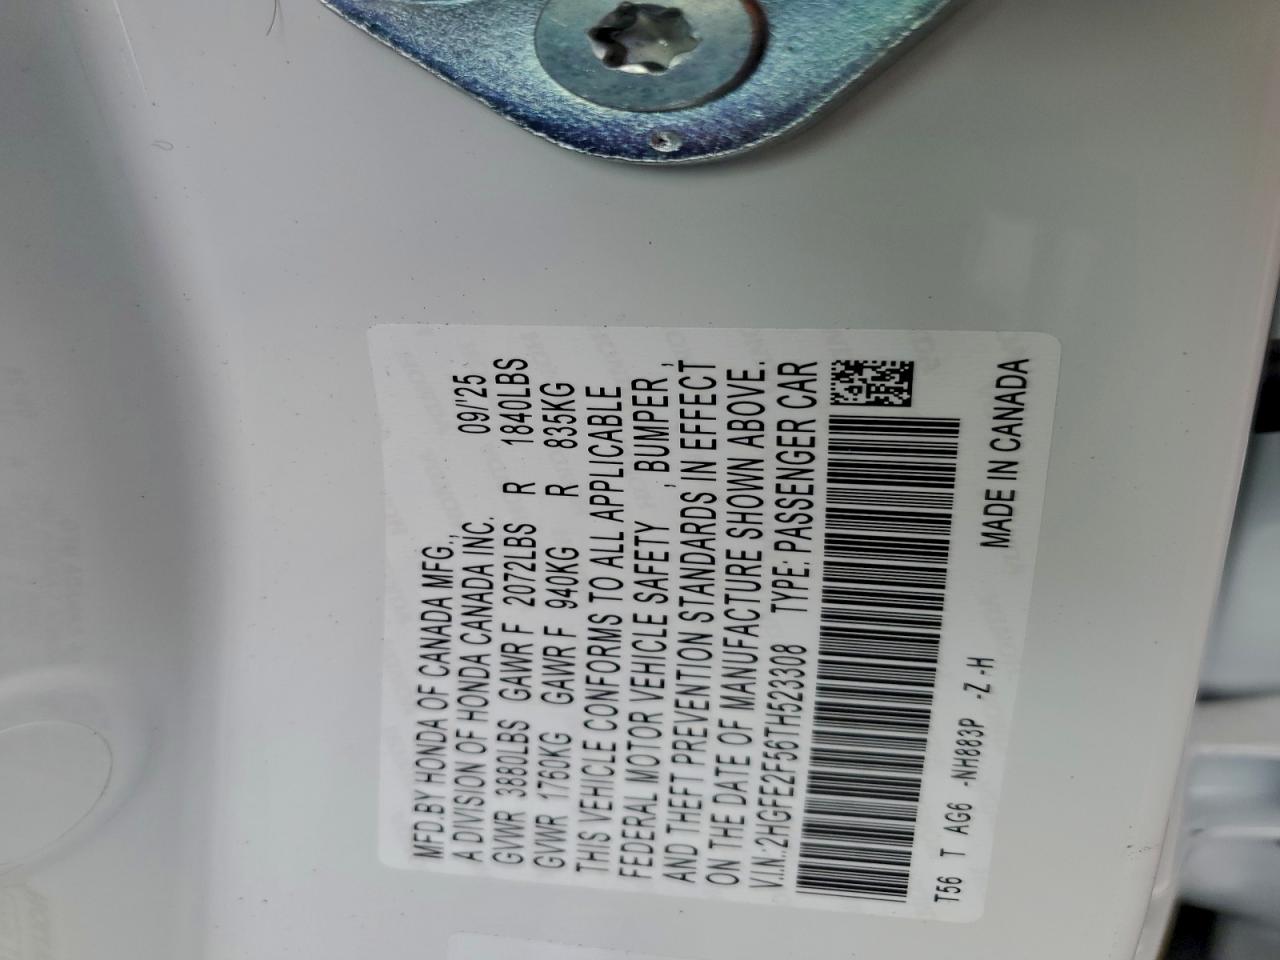 MFD.BY HONDA OF CANADA MFG.,
A DIVISION OF HONDA CANADA INC. 09/'25
GVWR 3880LBS GAWR F 2072LBS R 1840LBS
GVWR 1760KG GAWR F 940KG R 835KG
THIS VEHICLE CONFORMS TO ALL APPLICABLE
FEDERAL MOTOR VEHICLE SAFETY , BUMPER ,
AND THEFT PREVENTION STANDARDS IN EFFECT
ON THE DATE OF MANUFACTURE SHOWN ABOVE.
V.I.N.:2HGFE2F56TH523308 TYPE: PASSENGER CAR
T56 T AG6 -NH883P -Z -H MADE IN CANADA